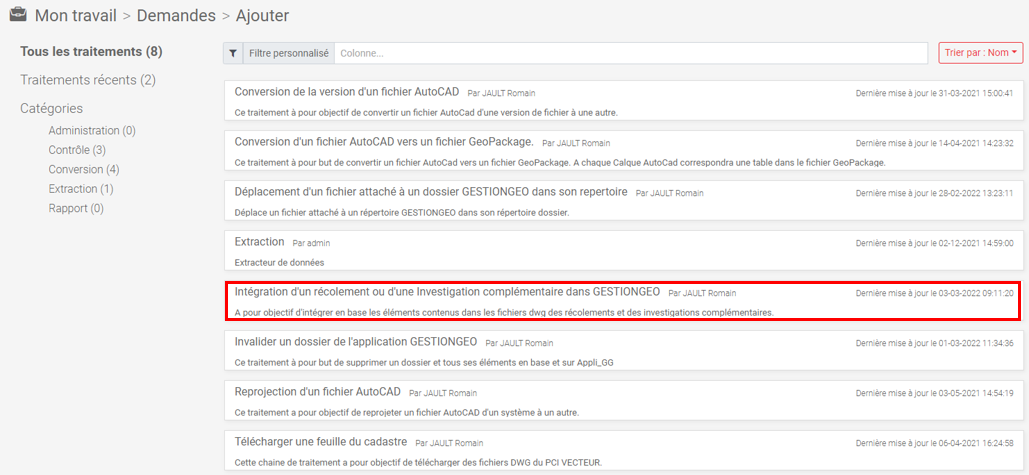 Mon travail > Demandes > Ajouter
Tous les traitements (8)
Traitements récents (2)
Catégories
Administration (0)
Contrôle (3)
Conversion (4)
Extraction (1)
Rapport (0)
Filtre personnalisé Colonne...
Trier par : Nom
Conversion de la version d'un fichier AutoCAD Par JAULT Romain Dernière mise à jour le 31-03-2021 15:00:41
Ce traitement à pour objectif de convertir un fichier AutoCad d'une version de fichier à une autre.
Conversion d'un fichier AutoCAD vers un fichier GeoPackage. Par JAULT Romain Dernière mise à jour le 14-04-2021 14:23:32
Ce traitement à pour but de convertir un fichier AutoCad vers un fichier GeoPackage. A chaque Calque AutoCad correspondra une table dans le fichier GeoPackage.
Déplacement d'un fichier attaché à un dossier GESTIONGEO dans son repertoire Par JAULT Romain Dernière mise à jour le 28-02-2022 13:23:11
Déplace un fichier attaché à un répertoire GESTIONGEO dans son répertoire dossier.
Extraction Par admin Dernière mise à jour le 02-12-2021 14:59:00
Extracteur de données
Intégration d'un récolement ou d'une Investigation complémentaire dans GESTIONGEO Par JAULT Romain Dernière mise à jour le 03-03-2022 09:11:20
A pour objectif d'intégrer en base les éléments contenus dans les fichiers dwg des récolements et des investigations complémentaires.
Invalider un dossier de l'application GESTIONGEO Par JAULT Romain Dernière mise à jour le 01-03-2022 11:34:36
Ce traitement à pour but de supprimer un dossier et tous ses éléments en base et sur Appli_GG
Reprojection d'un fichier AutoCAD Par JAULT Romain Dernière mise à jour le 03-05-2021 14:54:19
Ce traitement a pour objectif de reprojeter un fichier AutoCAD d'un système à un autre.
Télécharger une feuille du cadastre Par JAULT Romain Dernière mise à jour le 06-04-2021 16:24:58
Cette chaine de traitement a pour objectif de télécharger des fichiers DWG du PCI VECTEUR.